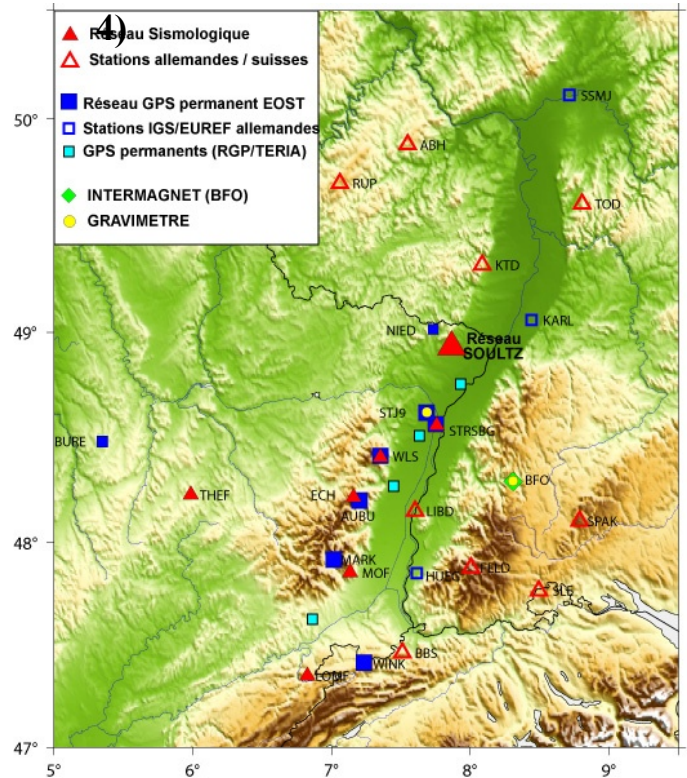 4)
Réseau Sismologique
Stations allemandes / suisses
Réseau GPS permanent EOST
Stations IGS/EUREF allemandes
GPS permanents (RGP/TERIA)
INTERMAGNET (BFO)
GRAVIMETRE
SSMJ
50°
ABH
RUP
TOD
KTD
KARL
49°
NIED
Réseau
SOULTZ
STJ9
STRSBG
BURE
WLS
BFO
THEF
ECH
AUBU
LIBD
SPAK
48°
MARK
MOF
HUEG
FELD
SLE
BBS
WINK
LOMF
47°
5°
6°
7°
8°
9°